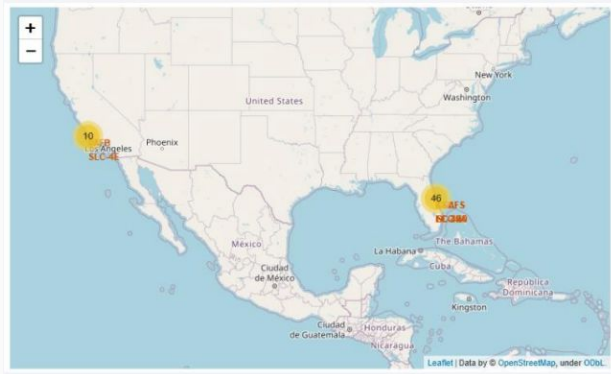 +
−
New York
Washington
United States
10
Los Angeles
Phoenix
SLC-4E
46
The Bahamas
La Habana
México
Cuba
Ciudad
de México
República
Dominicana
Kingston
Ciudad
de Guatemala
Honduras
Nicaragua
Leaflet | Data by © OpenStreetMap, under ODbL.